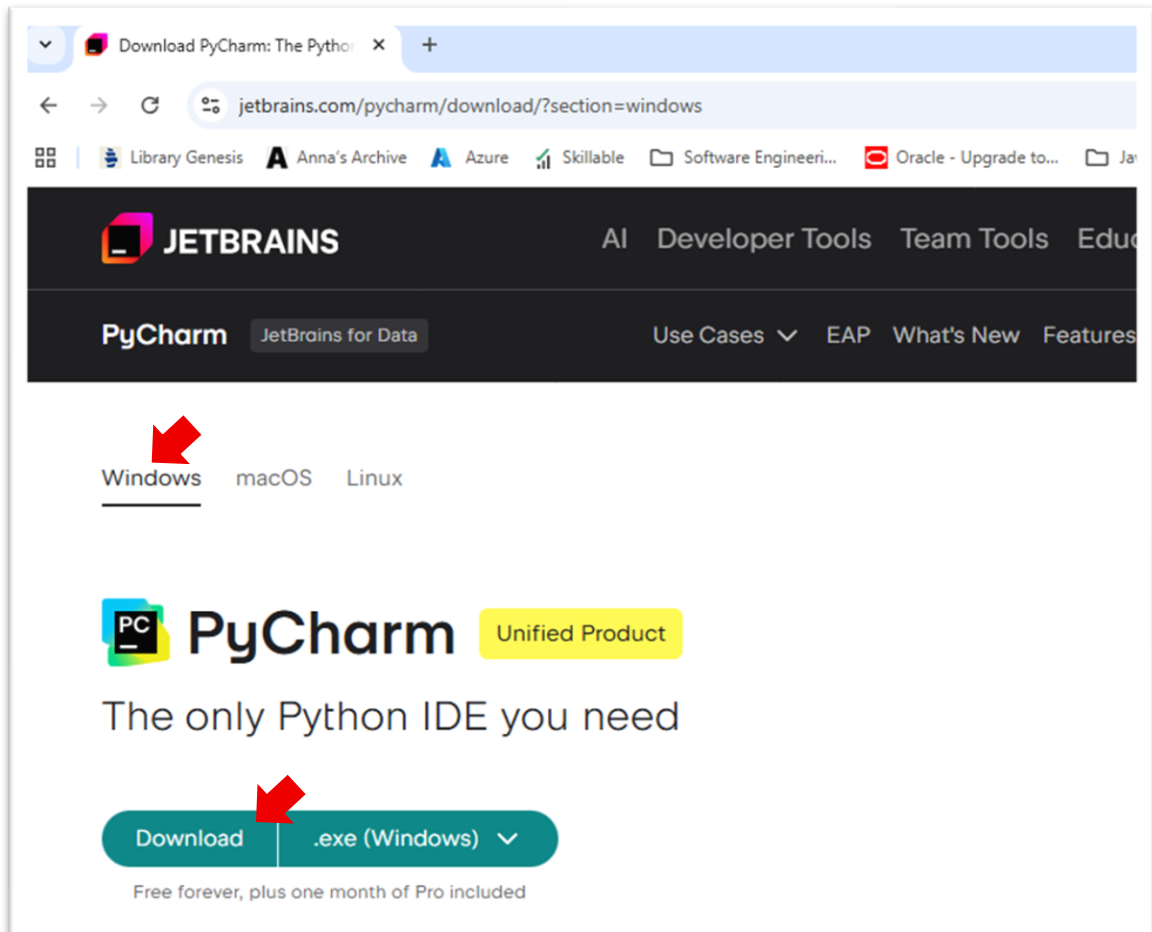 Download PyCharm: The Pytho
jetbrains.com/pycharm/download/?section=windows
Library Genesis Anna's Archive Azure Skillable Software Engineeri... Oracle - Upgrade to... Ja
JETBRAINS AI Developer Tools Team Tools Educ
PyCharm JetBrains for Data Use Cases EAP What's New Features
Windows macOS Linux
PC PyCharm Unified Product
The only Python IDE you need
Download .exe (Windows)
Free forever, plus one month of Pro included